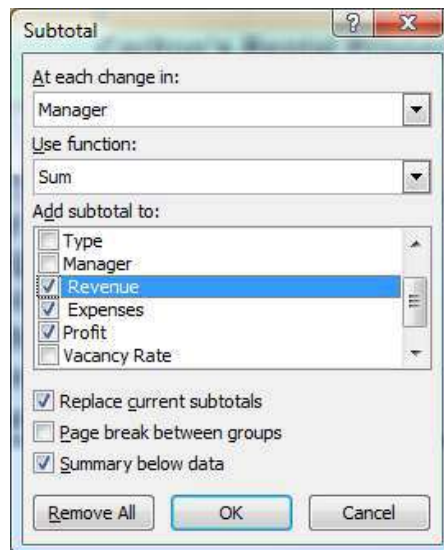 Subtotal
At each change in:
Manager
Use function:
Sum
Add subtotal to:
Type
Manager
Revenue
Expenses
Profit
Vacancy Rate
Replace current subtotals
Page break between groups
Summary below data
Remove All OK Cancel